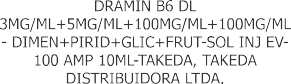 DRAMIN B6 DL
3MG/ML+5MG/ML+100MG/ML+100MG/ML
- DIMEN+PIRID+GLIC+FRUT-SOL INJ EV-
100 AMP 10ML-TAKEDA, TAKEDA
DISTRIBUIDORA LTDA,